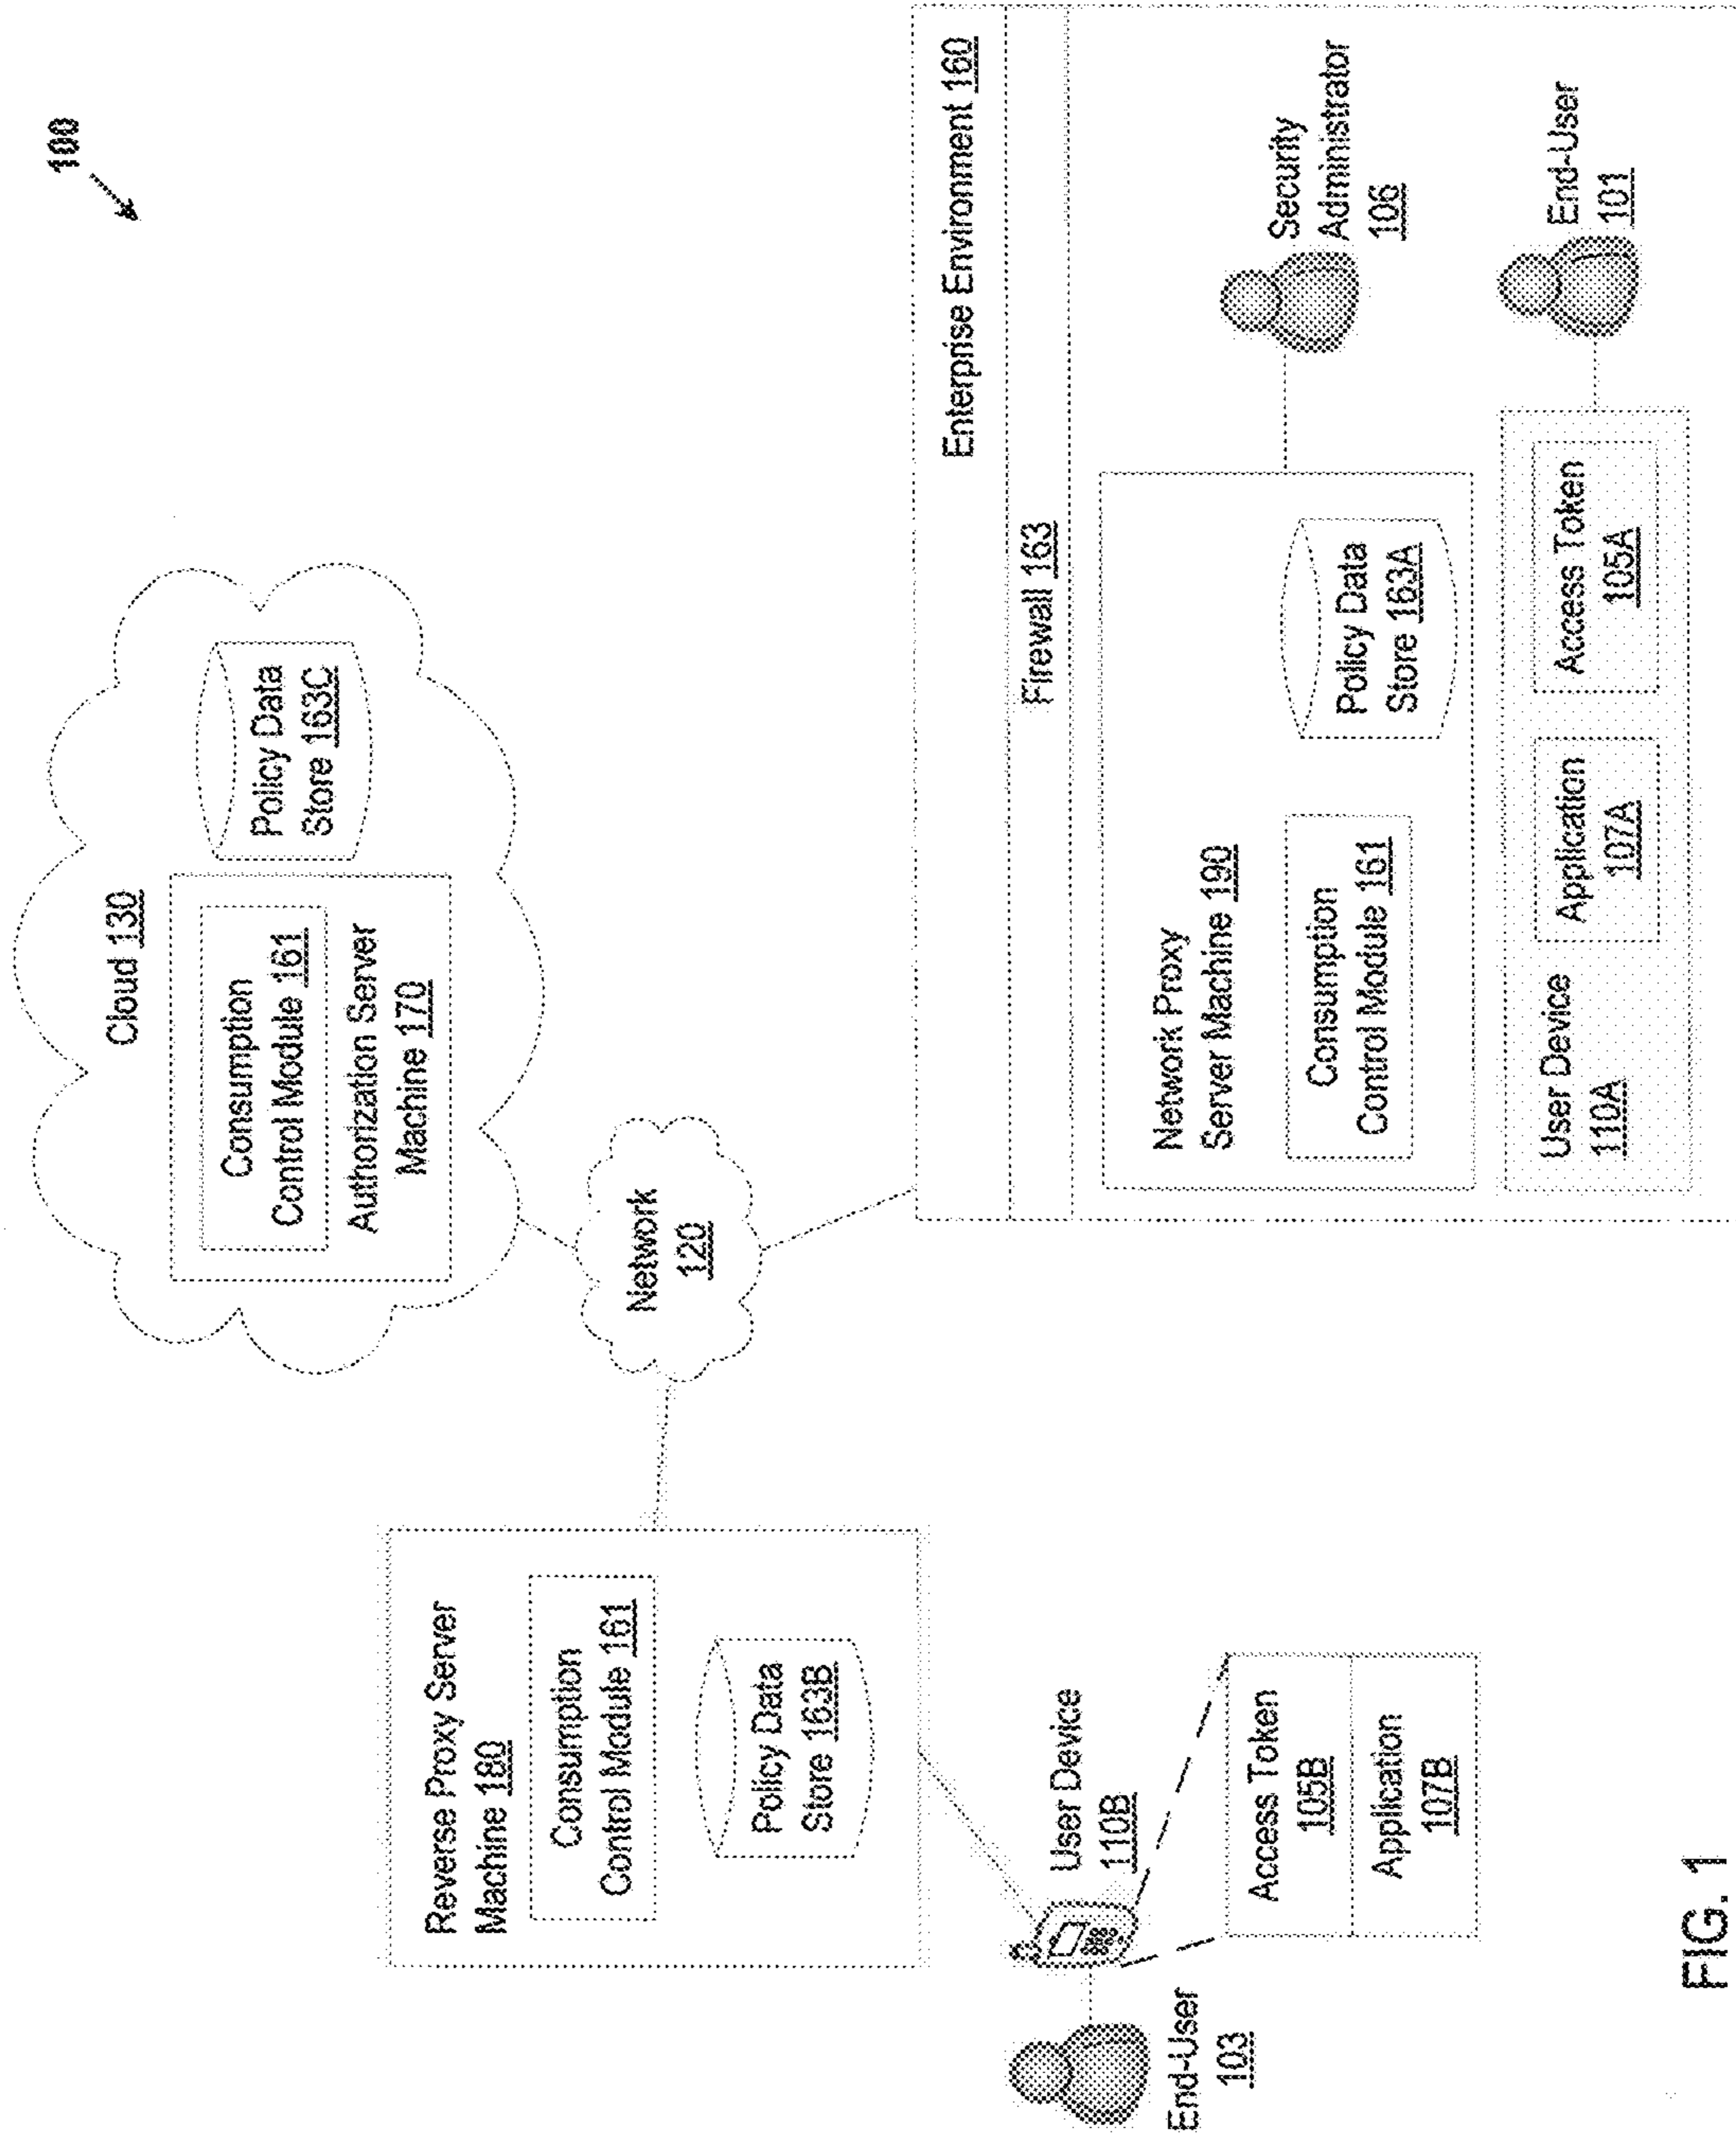 100
Cloud 130
Consumption
Control Module 161
Authorization Server
Machine 170
Policy Data
Store 163C
Reverse Proxy Server
Machine 180
Consumption
Control Module 161
Policy Data
Store 163B
Network
120
End-User
103
User Device
110B
Access Token
105B
Application
107B
Enterprise Environment 160
Firewall 163
Network Proxy
Server Machine 190
Consumption
Control Module 161
Policy Data
Store 163A
Security
Administrator
106
User Device
110A
Application
107A
Access Token
105A
End-User
101
FIG. 1